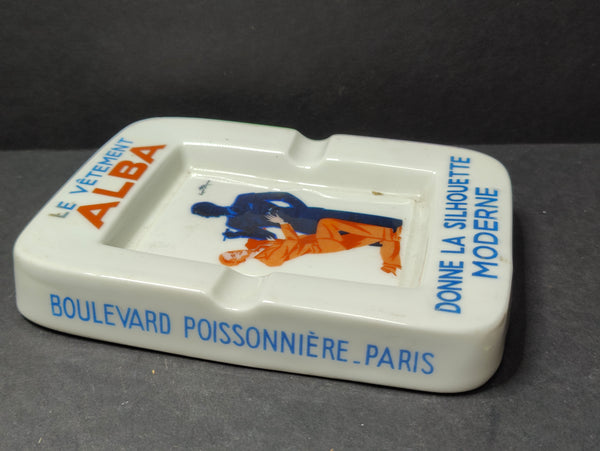 LE VÊTEMENT
ALBA
DONNE LA SILHOUETTE
MODERNE
BOULEVARD POISSONNIÈRE_PARIS